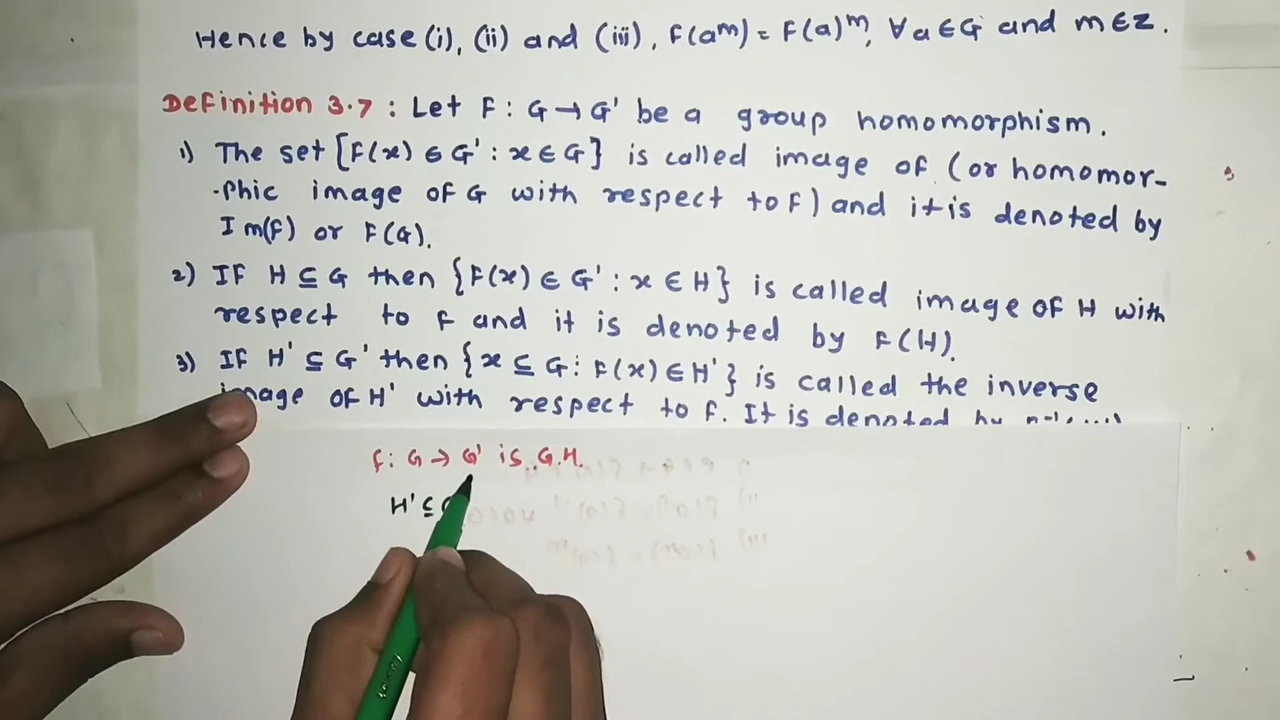 Hence by case (i), (ii) and (iii), F(aᵐ) = F(a)ᵐ, ∀ a ∈ G and m ∈ Z.
Definition 3.7 : Let F : G → G' be a group homomorphism.
1) The set [F(x) ∈ G' : x ∈ G} is called image of (or homomor-
-phic image of G with respect to F) and it is denoted by
Im(F) or F(G).
2) IF H ⊆ G then {F(x) ∈ G' : x ∈ H} is called image of H with
respect to f and it is denoted by F(H).
3) IF H' ⊆ G' then {x ⊆ G : F(x) ∈ H'} is called the inverse
image of H' with respect to f. It is denoted by
f : G → G' is G.H.
H' ⊆